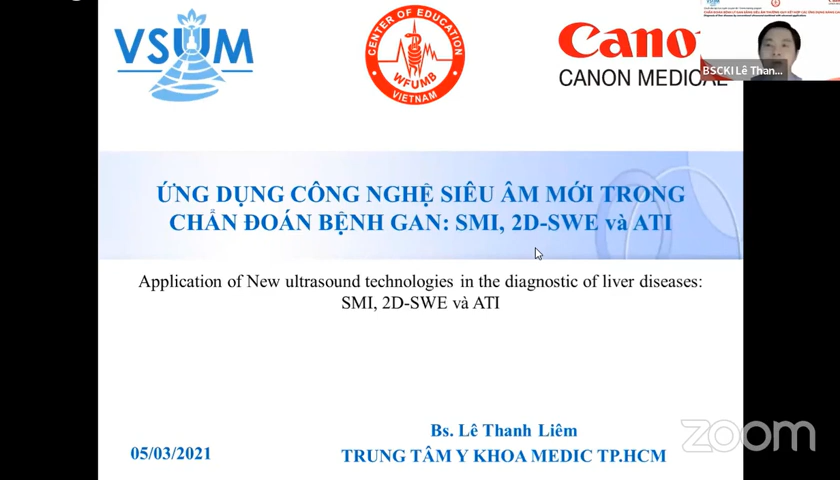 VSUM
CENTER OF EDUCATION
WFUMB
VIETNAM
Cano
CANON MEDICAL
BSCKI Lê Than...
ỨNG DỤNG CÔNG NGHỆ SIÊU ÂM MỚI TRONG
CHẨN ĐOÁN BỆNH GAN: SMI, 2D-SWE và ATI
Application of New ultrasound technologies in the diagnostic of liver diseases:
SMI, 2D-SWE và ATI
Bs. Lê Thanh Liêm
05/03/2021
TRUNG TÂM Y KHOA MEDIC TP.HCM
zoom